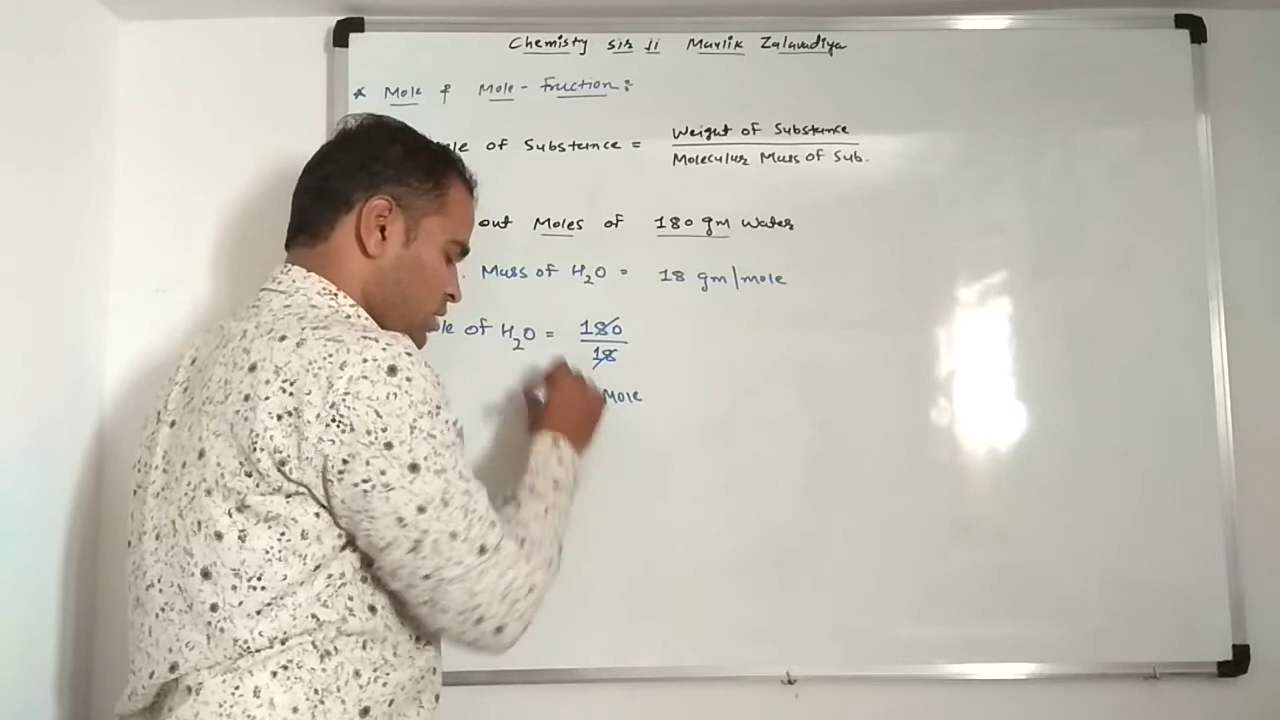 Chemisty sir ji Mavlik Zalavadiya
* Mole & Mole - fraction :
of Substance = Weight of Substance / Molecular Mass of Sub.
out Moles of 180 gm Water
Mass of H2O = 18 gm/mole
of H2O = 180 / 18
Mole